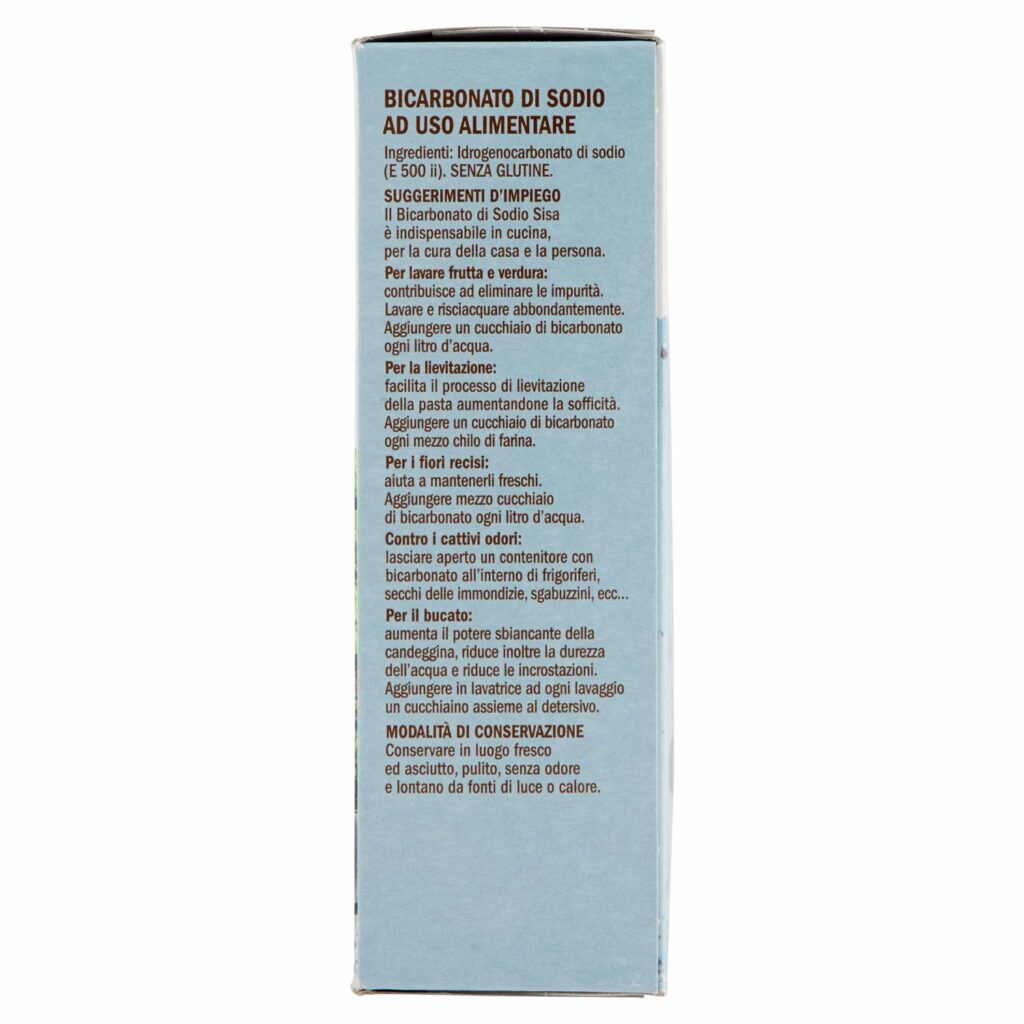 BICARBONATO DI SODIO
AD USO ALIMENTARE
Ingredienti: Idrogenocarbonato di sodio
(E 500 ii). SENZA GLUTINE.
SUGGERIMENTI D'IMPIEGO
Il Bicarbonato di Sodio Sisa
è indispensabile in cucina,
per la cura della casa e la persona.
Per lavare frutta e verdura:
contribuisce ad eliminare le impurità.
Lavare e risciacquare abbondantemente.
Aggiungere un cucchiaio di bicarbonato
ogni litro d'acqua.
Per la lievitazione:
facilita il processo di lievitazione
della pasta aumentandone la sofficità.
Aggiungere un cucchiaio di bicarbonato
ogni mezzo chilo di farina.
Per i fiori recisi:
aiuta a mantenerli freschi.
Aggiungere mezzo cucchiaio
di bicarbonato ogni litro d'acqua.
Contro i cattivi odori:
lasciare aperto un contenitore con
bicarbonato all'interno di frigoriferi,
secchi delle immondizie, sgabuzzini, ecc...
Per il bucato:
aumenta il potere sbiancante della
candeggina, riduce inoltre la durezza
dell'acqua e riduce le incrostazioni.
Aggiungere in lavatrice ad ogni lavaggio
un cucchiaino assieme al detersivo.
MODALITÀ DI CONSERVAZIONE
Conservare in luogo fresco
ed asciutto, pulito, senza odore
e lontano da fonti di luce o calore.